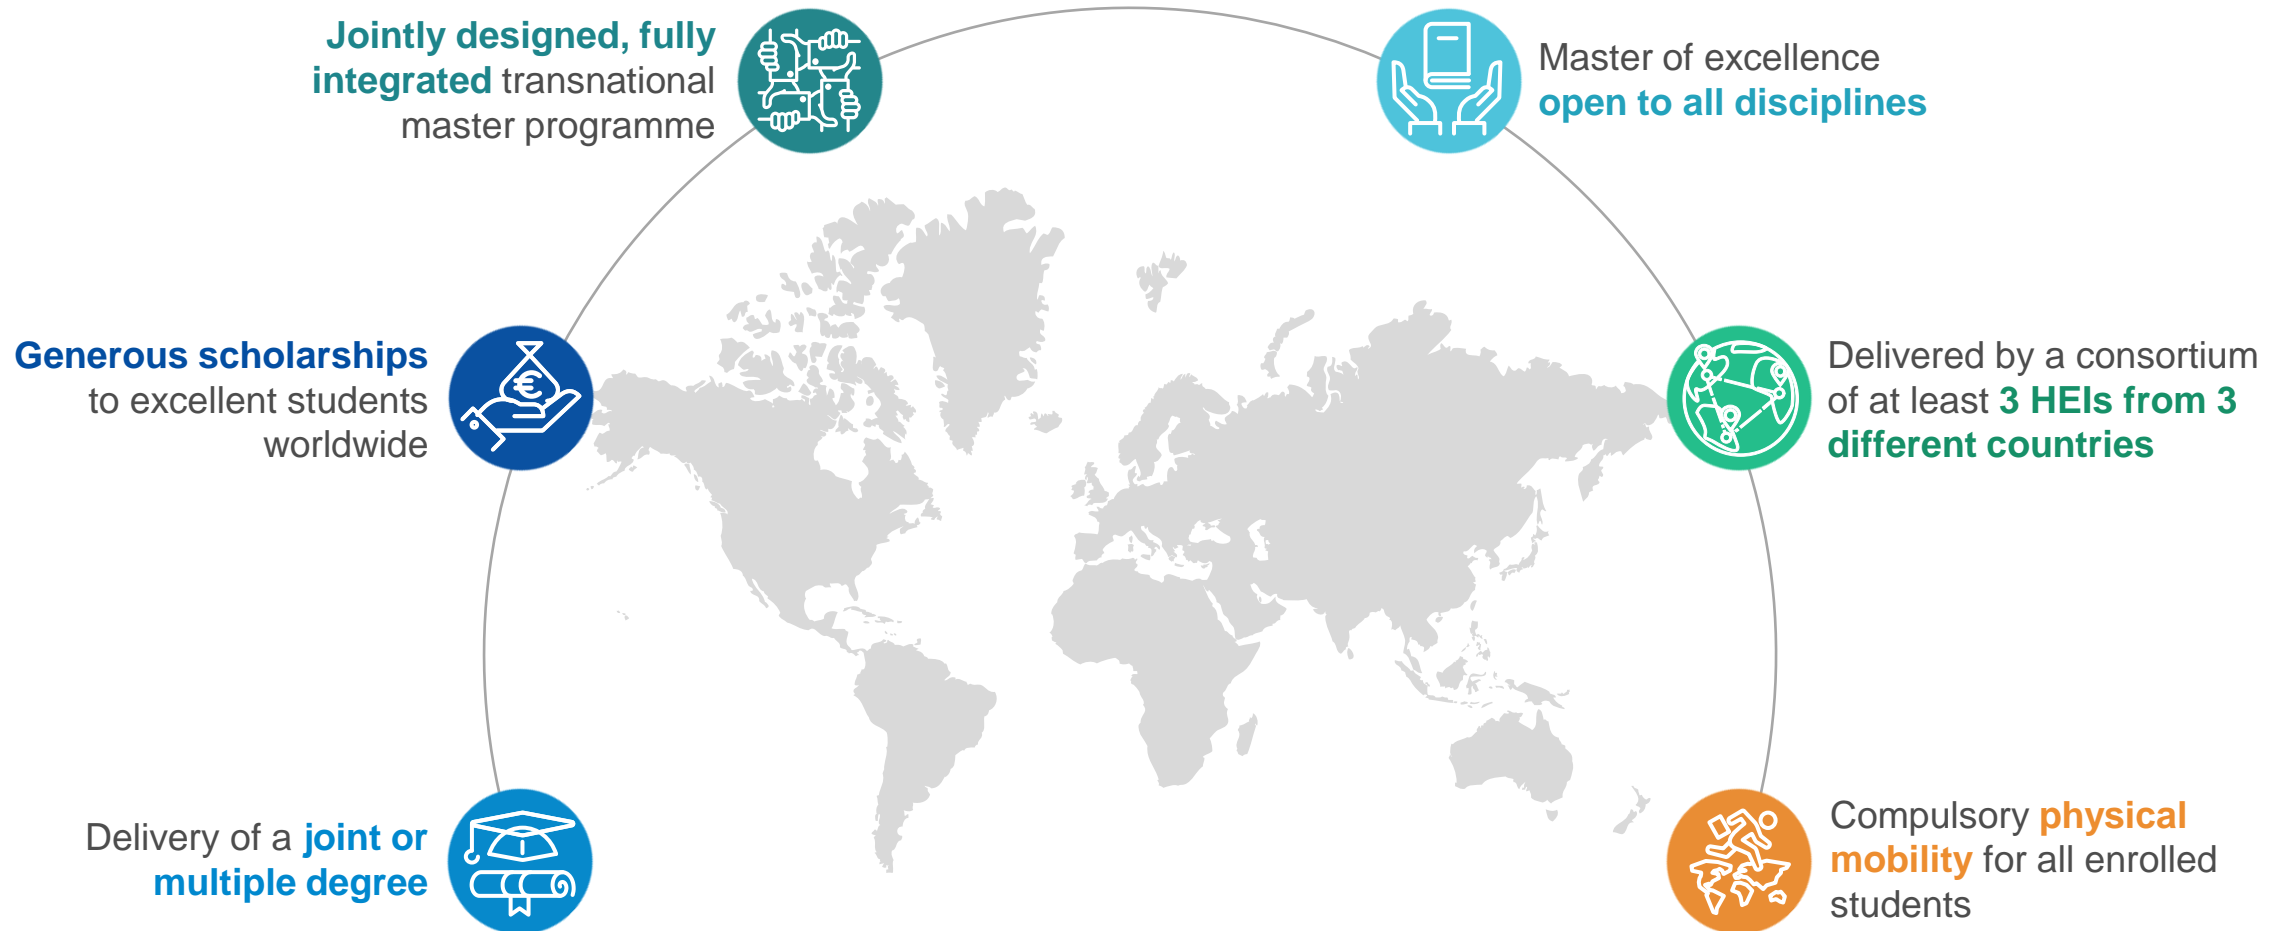 Jointly designed, fully
integrated transnational
master programme
Master of excellence
open to all disciplines
Generous scholarships
to excellent students
worldwide
Delivered by a consortium
of at least 3 HEIs from 3
different countries
Delivery of a joint or
multiple degree
Compulsory physical
mobility for all enrolled
students